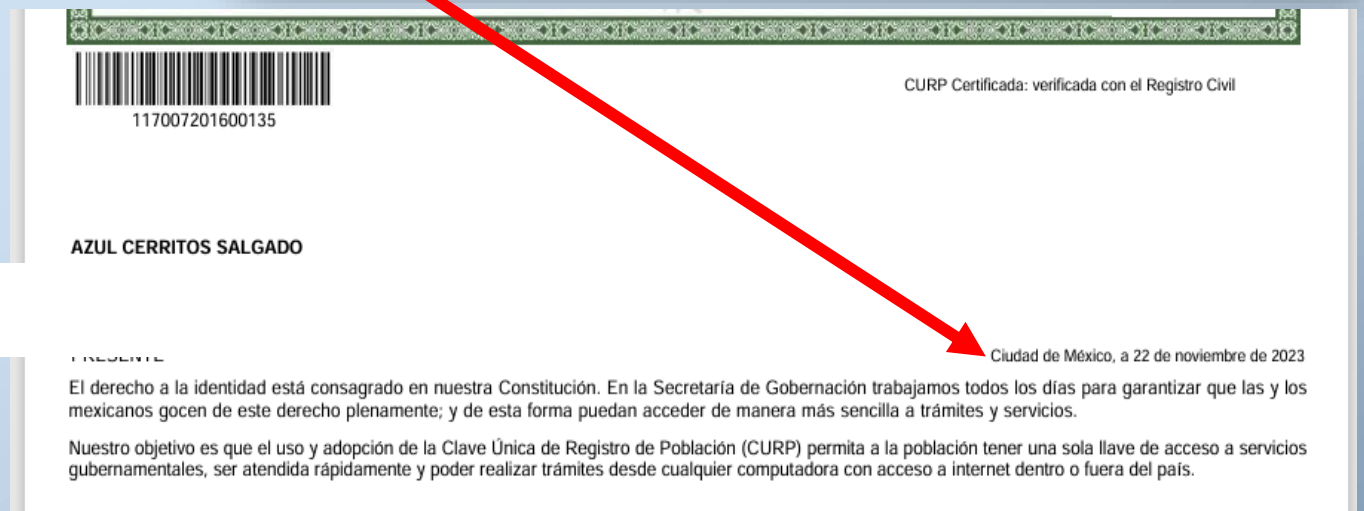 CURP Certificada: verificada con el Registro Civil
117007201600135
AZUL CERRITOS SALGADO
PRESENTE
Ciudad de México, a 22 de noviembre de 2023
El derecho a la identidad está consagrado en nuestra Constitución. En la Secretaría de Gobernación trabajamos todos los días para garantizar que las y los
mexicanos gocen de este derecho plenamente; y de esta forma puedan acceder de manera más sencilla a trámites y servicios.
Nuestro objetivo es que el uso y adopción de la Clave Única de Registro de Población (CURP) permita a la población tener una sola llave de acceso a servicios
gubernamentales, ser atendida rápidamente y poder realizar trámites desde cualquier computadora con acceso a internet dentro o fuera del país.